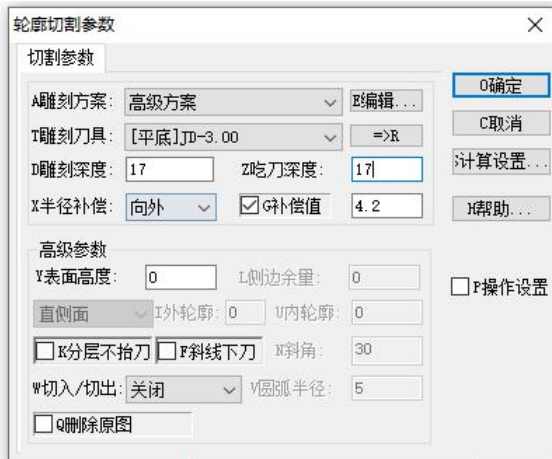 轮廓切割参数
切割参数
A雕刻方案: 高级方案 E编辑...
T雕刻刀具: [平底]JD-3.00 =>R
D雕刻深度: 17 Z吃刀深度: 17
X半径补偿: 向外 G补偿值 4.2
高级参数
Y表面高度: 0 L侧边余量: 0
直侧面 I外轮廓: 0 U内轮廓: 0
K分层不抬刀 F斜线下刀 N斜角: 30
W切入/切出: 关闭 V圆弧半径: 5
Q删除原图
O确定
C取消
计算设置...
H帮助...
P操作设置